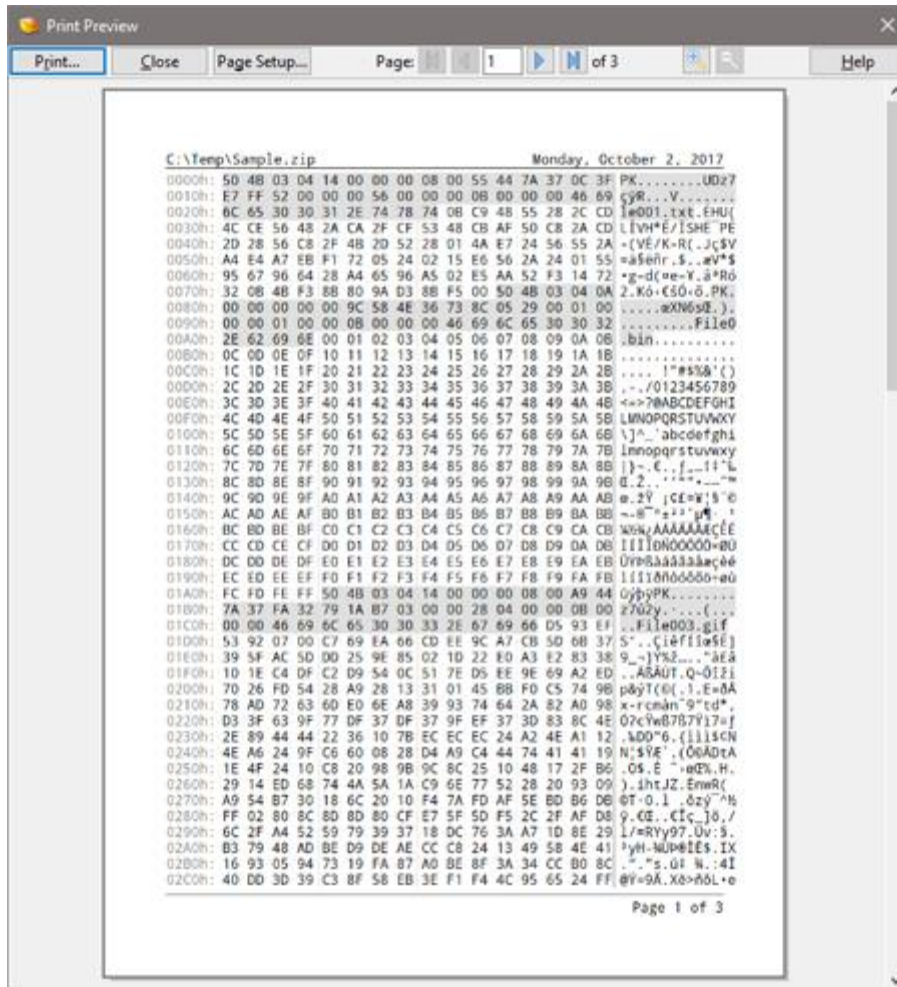 Print Preview
Print... Close Page Setup... Page: 1 of 3 Help
C:\Temp\Sample.zip Monday, October 2, 2017
0000h: 50 4B 03 04 14 00 00 00 08 00 55 44 7A 37 0C 3F PK........UDz7
0010h: E7 FF 52 00 00 00 56 00 00 00 0B 00 00 00 46 69 çÿR...V.......
0020h: 6C 65 30 30 31 2E 74 78 74 0B C9 48 55 28 2C CD le001.txt.ÉHU(
0030h: 4C CE 56 48 2A CA 2F CF 53 48 CB AF 50 C8 2A CD LÎVH*Ê/ÏSHË¯PÈ
0040h: 2D 28 56 C8 2F 4B 2D 52 28 01 4A E7 24 56 55 2A -(VÈ/K-R(.Jç$V
0050h: A4 E4 A7 EB F1 72 05 24 02 15 E6 56 2A 24 01 55
0060h: 95 67 96 64 28 A4 65 96 A5 02 E5 AA 52 F3 14 72
0070h: 32 0B 4B F3 8B 80 9A D3 8B F5 00 50 4B 03 04 0A 2.Kó‹€šÓ‹õ.PK.
0080h: 00 00 00 00 00 9C 58 4E 36 73 8C 05 29 00 01 00 .....œXN6sŒ.).
0090h: 00 00 01 00 00 0B 00 00 00 46 69 6C 65 30 30 32 .........File0
00A0h: 2E 62 69 6E 00 01 02 03 04 05 06 07 08 09 0A 0B .bin..........
00B0h: 0C 0D 0E 0F 10 11 12 13 14 15 16 17 18 19 1A 1B ..............
00C0h: 1C 1D 1E 1F 20 21 22 23 24 25 26 27 28 29 2A 2B .... !"#$%&'()
00D0h: 2C 2D 2E 2F 30 31 32 33 34 35 36 37 38 39 3A 3B ,-./0123456789
00E0h: 3C 3D 3E 3F 40 41 42 43 44 45 46 47 48 49 4A 4B <=>?@ABCDEFGHI
00F0h: 4C 4D 4E 4F 50 51 52 53 54 55 56 57 58 59 5A 5B LMNOPQRSTUVWXY
0100h: 5C 5D 5E 5F 60 61 62 63 64 65 66 67 68 69 6A 6B \]^_`abcdefghi
0110h: 6C 6D 6E 6F 70 71 72 73 74 75 76 77 78 79 7A 7B lmnopqrstuvwxy
0120h: 7C 7D 7E 7F 80 81 82 83 84 85 86 87 88 89 8A 8B
0130h: 8C 8D 8E 8F 90 91 92 93 94 95 96 97 98 99 9A 9B
0140h: 9C 9D 9E 9F A0 A1 A2 A3 A4 A5 A6 A7 A8 A9 AA AB
0150h: AC AD AE AF B0 B1 B2 B3 B4 B5 B6 B7 B8 B9 BA BB
0160h: BC BD BE BF C0 C1 C2 C3 C4 C5 C6 C7 C8 C9 CA CB ¼½¾¿ÀÁÂÃÄÅÆÇÈÉ
0170h: CC CD CE CF D0 D1 D2 D3 D4 D5 D6 D7 D8 D9 DA DB ÌÍÎÏÐÑÒÓÔÕÖ×ØÙ
0180h: DC DD DE DF E0 E1 E2 E3 E4 E5 E6 E7 E8 E9 EA EB ÜÝÞßàáâãäåæçèé
0190h: EC ED EE EF F0 F1 F2 F3 F4 F5 F6 F7 F8 F9 FA FB ìíîïðñòóôõö÷øù
01A0h: FC FD FE FF 50 4B 03 04 14 00 00 00 08 00 A9 44 üýþÿPK........
01B0h: 7A 37 FA 32 79 1A B7 03 00 00 28 04 00 00 0B 00 z7ú2y.·...(...
01C0h: 00 00 46 69 6C 65 30 30 33 2E 67 69 66 D5 93 EF ..File003.gif
01D0h: 53 92 07 00 C7 69 EA 66 CD EE 9C A7 CB 5D 6B 37
01E0h: 39 5F AC 5D DD 25 9E 85 02 1D 22 E0 A3 E2 83 38
01F0h: 10 1E C4 DF C2 D9 54 0C 51 7E D5 EE 9E 69 A2 ED
0200h: 70 26 FD 54 28 A9 28 13 31 01 45 BB F0 C5 74 9B
0210h: 78 AD 72 63 6D E0 6E A8 39 93 74 64 2A 82 A0 98
0220h: D3 3F 63 9F 77 DF 37 DF 37 9F EF 37 3D 83 8C 4E
0230h: 2E 89 44 44 22 36 10 7B EC EC EC 24 A2 4E A1 12
0240h: 4E A6 24 9F C6 60 08 28 D4 A9 C4 44 74 41 41 19
0250h: 1E 4F 24 10 C8 20 98 9B 9C 8C 25 10 48 17 2F B6
0260h: 29 14 ED 68 74 4A 5A 1A C9 6E 77 52 28 20 93 09
0270h: A9 54 B7 30 18 6C 20 10 F4 7A FD AF 5E BD B6 DB
0280h: FF 02 80 8C 8D 8D 80 CF E7 5F 5D F5 2C 2F AF D8
0290h: 6C 2F A4 52 59 79 39 37 18 DC 76 3A A7 1D 8E 29
02A0h: B3 79 48 AD BE D9 DE AE CC C8 24 13 49 58 4E 41
02B0h: 16 93 05 94 73 19 FA 87 A0 BE 8F 3A 34 CC B0 8C
02C0h: 40 DD 3D 39 C3 8F 58 EB 3E F1 F4 4C 95 65 24 FF
Page 1 of 3